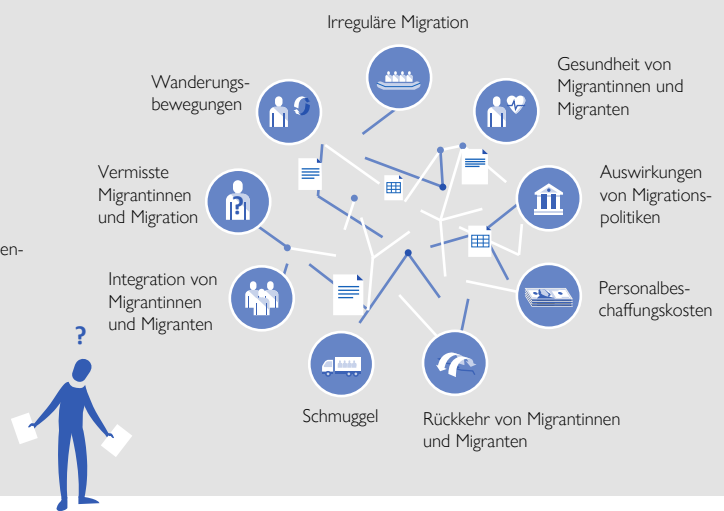 Irreguläre Migration
Wanderungs-
bewegungen
Gesundheit von
Migrantinnen und
Migranten
Vermisste
Migrantinnen
und Migration
?
Auswirkungen
von Migrations-
politiken
en-
Integration von
Migrantinnen
und Migranten
Personalbes-
chaffungskosten
?
Schmuggel
Rückkehr von Migrantinnen
und Migranten